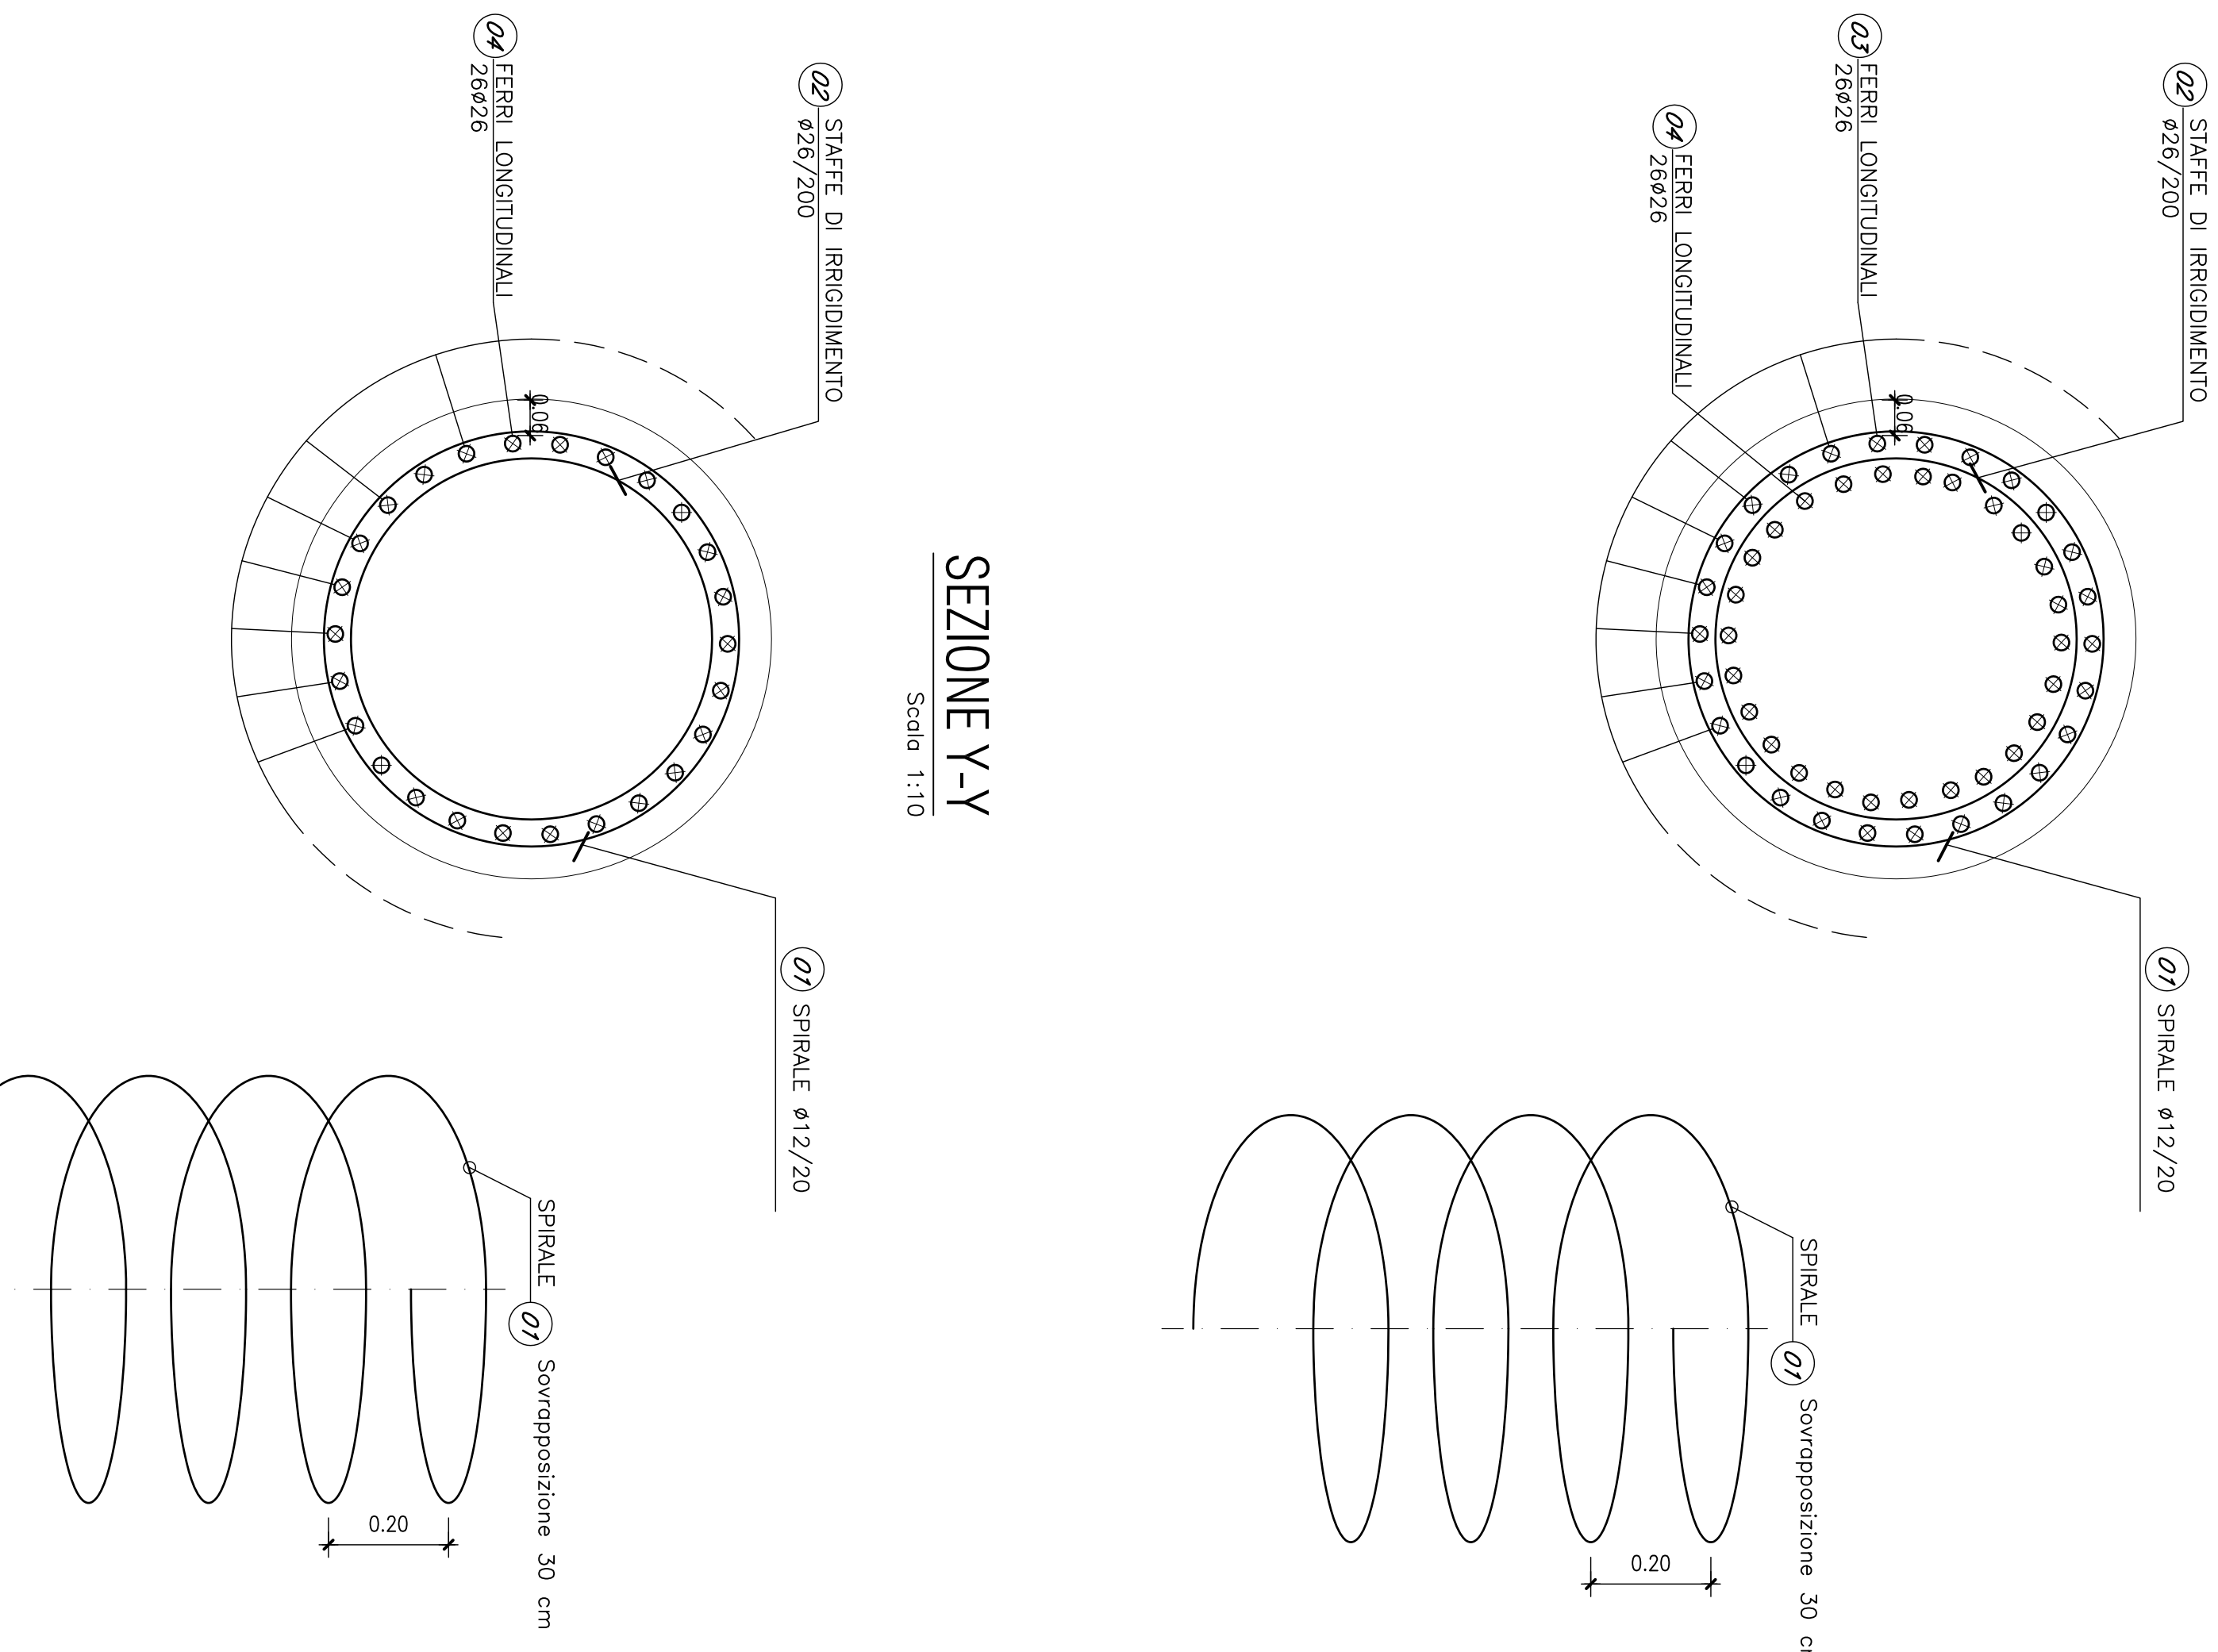 02 STAFFE DI IRRIGIDIMENTO
ø26/200
03 FERRI LONGITUDINALI
26ø26
04 FERRI LONGITUDINALI
26ø26
0.06
01 SPIRALE ø12/20
SPIRALE 01 Sovrapposizione 30 c
0.20
SEZIONE Y-Y
Scala 1:10
02 STAFFE DI IRRIGIDIMENTO
ø26/200
04 FERRI LONGITUDINALI
26ø26
0.06
01 SPIRALE ø12/20
SPIRALE 01 Sovrapposizione 30 cm
0.20